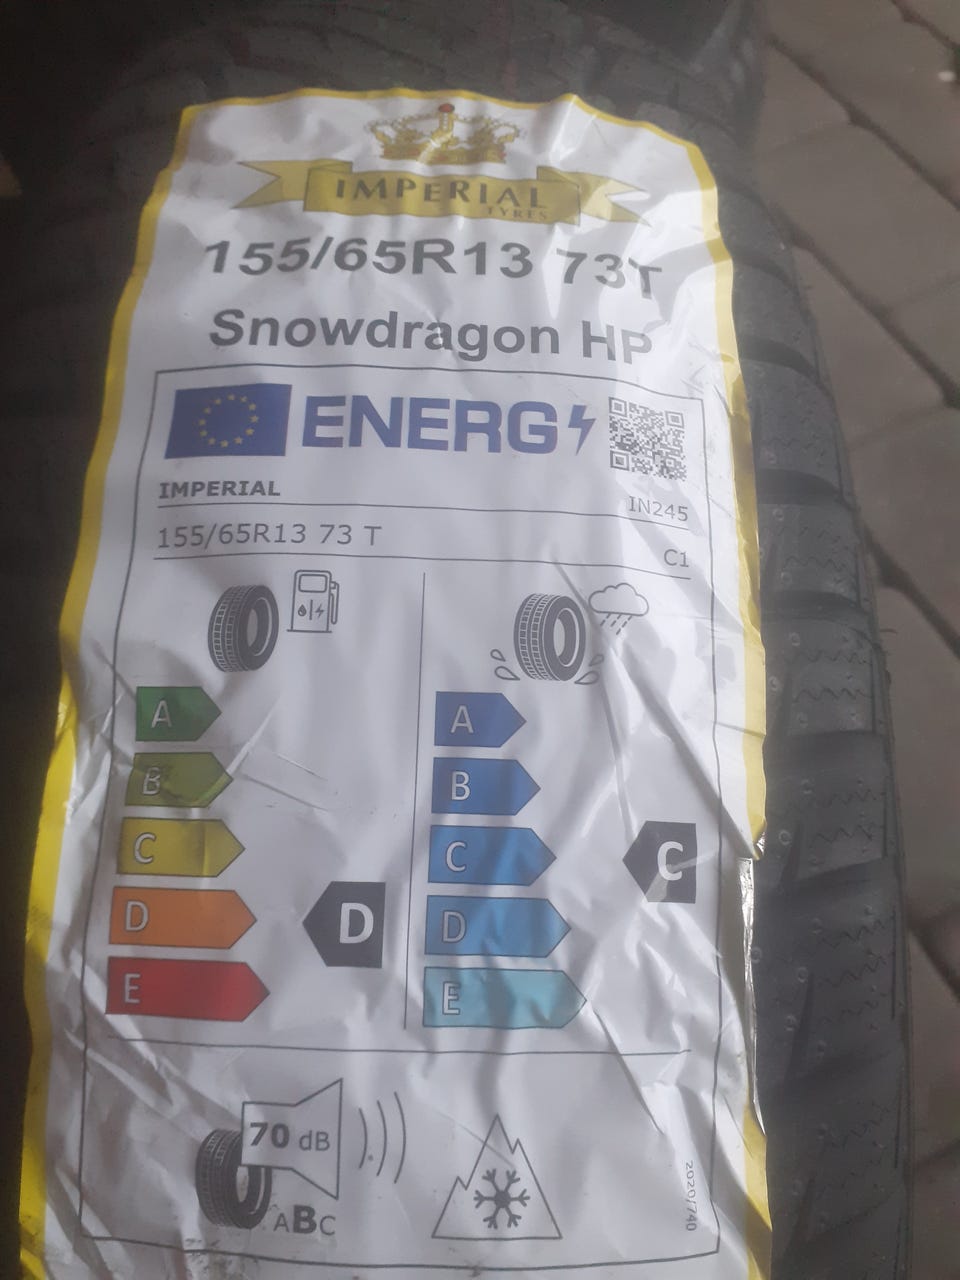 IMPERIAL
TYRES
155/65R13 73T
Snowdragon HP
ENERG
IMPERIAL
IN245
155/65R13 73 T
C1
A
B
C
D
E
D
A
B
C
D
E
C
70 dB
ABC
2020/740